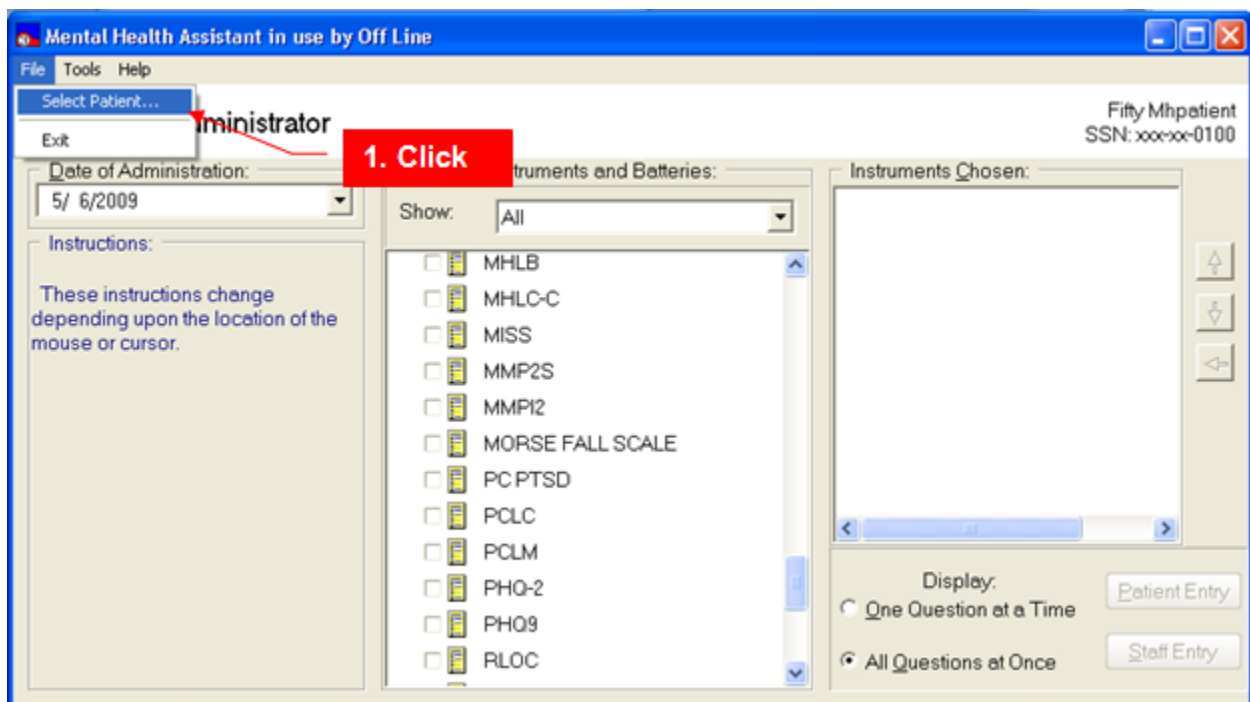 Mental Health Assistant in use by Off Line
File Tools Help
Select Patient...
Exit
ministrator
Fifty Mhpatient
SSN: xxx-xx-0100
1. Click
Date of Administration:
5/ 6/2009
Instructions:
These instructions change
depending upon the location of the
mouse or cursor.
truments and Batteries:
Show: All
MHLB
MHLC-C
MISS
MMP2S
MMPI2
MORSE FALL SCALE
PC PTSD
PCLC
PCLM
PHQ-2
PHQ9
RLOC
Instruments Chosen:
Display:
One Question at a Time
All Questions at Once
Patient Entry
Staff Entry